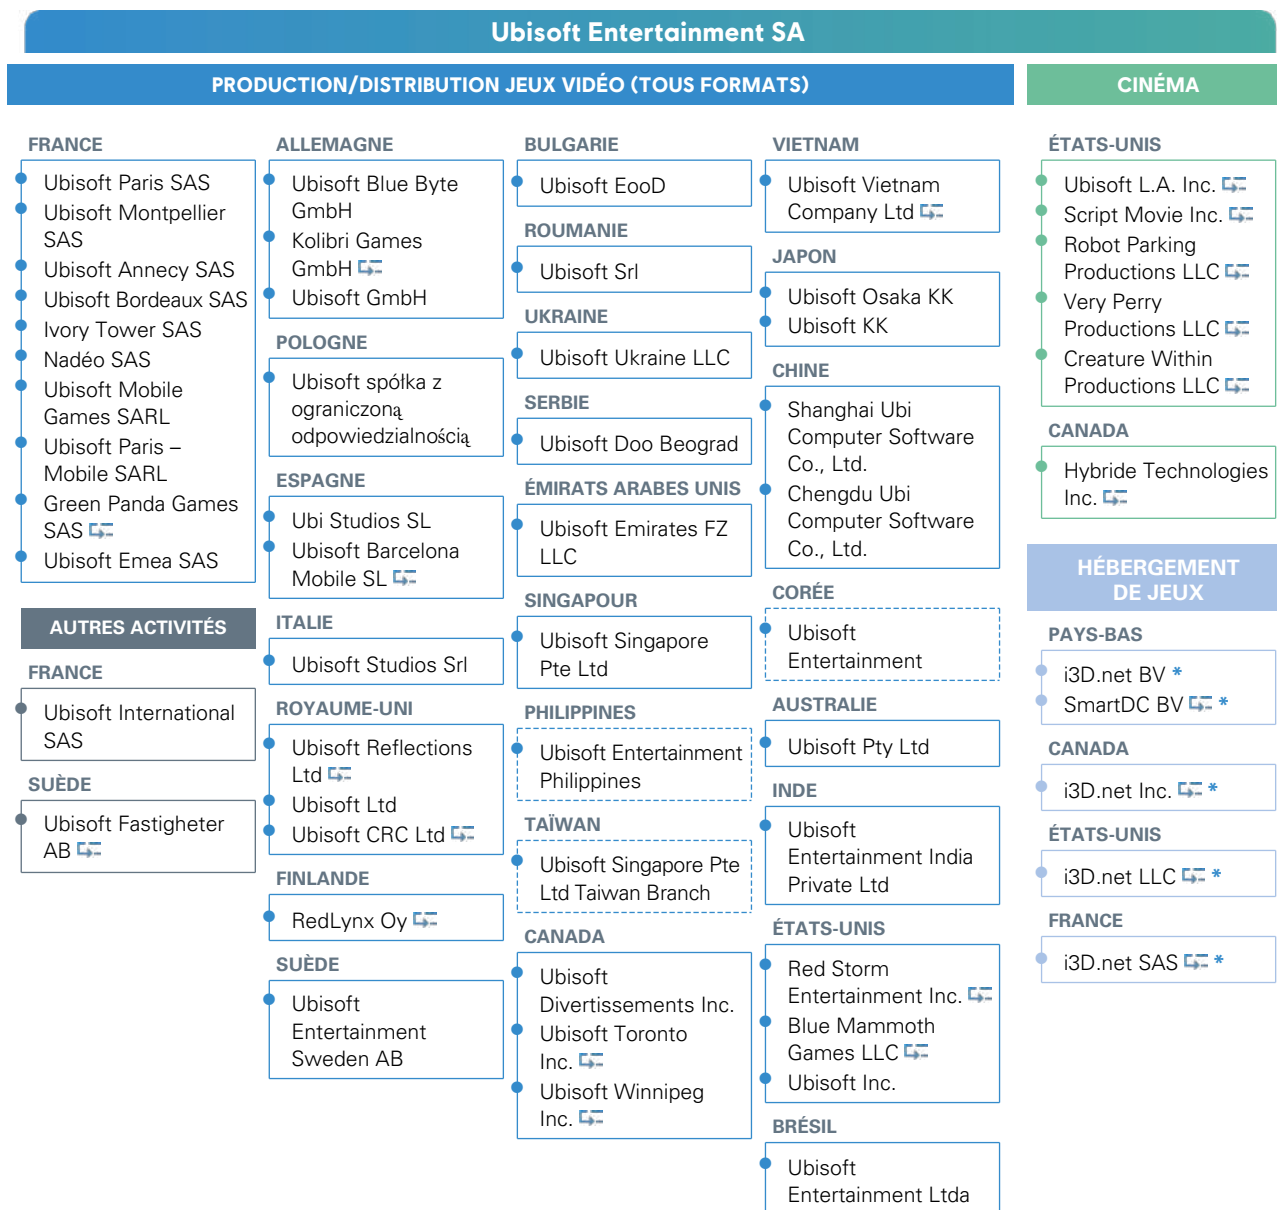 Ubisoft Entertainment SA
PRODUCTION/DISTRIBUTION JEUX VIDÉO (TOUS FORMATS)
FRANCE
Ubisoft Paris SAS
Ubisoft Montpellier
SAS
Ubisoft Annecy SAS
Ubisoft Bordeaux SAS
Ivory Tower SAS
Nadéo SAS
Ubisoft Mobile
Games SARL
Ubisoft Paris –
Mobile SARL
Green Panda Games
SAS
Ubisoft Emea SAS
AUTRES ACTIVITÉS
FRANCE
Ubisoft International
SAS
SUÈDE
Ubisoft Fastigheter
AB
ALLEMAGNE
Ubisoft Blue Byte
GmbH
Kolibri Games
GmbH
Ubisoft GmbH
POLOGNE
Ubisoft spółka z
ograniczoną
odpowiedzialnością
ESPAGNE
Ubi Studios SL
Ubisoft Barcelona
Mobile SL
ITALIE
Ubisoft Studios Srl
ROYAUME-UNI
Ubisoft Reflections
Ltd
Ubisoft Ltd
Ubisoft CRC Ltd
FINLANDE
RedLynx Oy
SUÈDE
Ubisoft
Entertainment
Sweden AB
BULGARIE
Ubisoft EooD
ROUMANIE
Ubisoft Srl
UKRAINE
Ubisoft Ukraine LLC
SERBIE
Ubisoft Doo Beograd
ÉMIRATS ARABES UNIS
Ubisoft Emirates FZ
LLC
SINGAPOUR
Ubisoft Singapore
Pte Ltd
PHILIPPINES
Ubisoft Entertainment
Philippines
TAÏWAN
Ubisoft Singapore Pte
Ltd Taiwan Branch
CANADA
Ubisoft
Divertissements Inc.
Ubisoft Toronto
Inc.
Ubisoft Winnipeg
Inc.
VIETNAM
Ubisoft Vietnam
Company Ltd
JAPON
Ubisoft Osaka KK
Ubisoft KK
CHINE
Shanghai Ubi
Computer Software
Co., Ltd.
Chengdu Ubi
Computer Software
Co., Ltd.
CORÉE
Ubisoft
Entertainment
AUSTRALIE
Ubisoft Pty Ltd
INDE
Ubisoft
Entertainment India
Private Ltd
ÉTATS-UNIS
Red Storm
Entertainment Inc.
Blue Mammoth
Games LLC
Ubisoft Inc.
BRÉSIL
Ubisoft
Entertainment Ltda
CINÉMA
ÉTATS-UNIS
Ubisoft L.A. Inc.
Script Movie Inc.
Robot Parking
Productions LLC
Very Perry
Productions LLC
Creature Within
Productions LLC
CANADA
Hybride Technologies
Inc.
HÉBERGEMENT
DE JEUX
PAYS-BAS
i3D.net BV *
SmartDC BV *
CANADA
i3D.net Inc. *
ÉTATS-UNIS
i3D.net LLC *
FRANCE
i3D.net SAS *